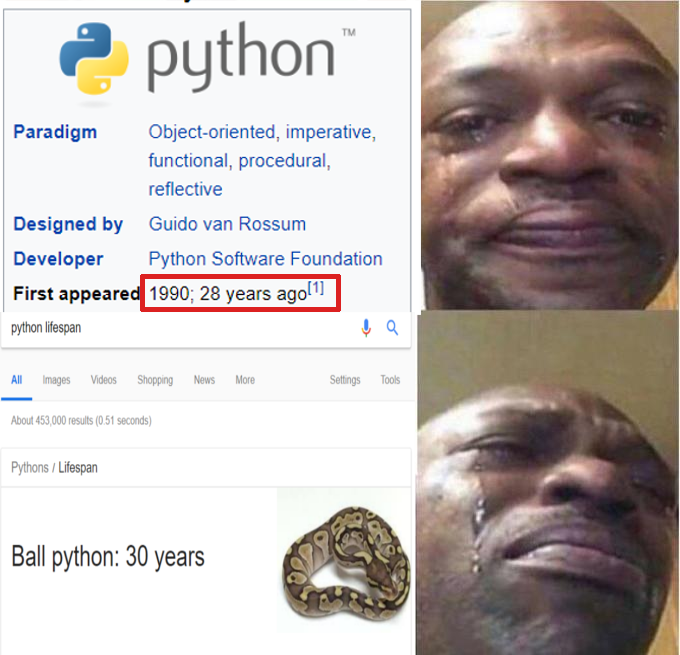 python™
Paradigm Object-oriented, imperative,
functional, procedural,
reflective
Designed by Guido van Rossum
Developer Python Software Foundation
First appeared 1990; 28 years ago[1]
python lifespan
All Images Videos Shopping News More Settings Tools
About 453,000 results (0.51 seconds)
Pythons / Lifespan
Ball python: 30 years